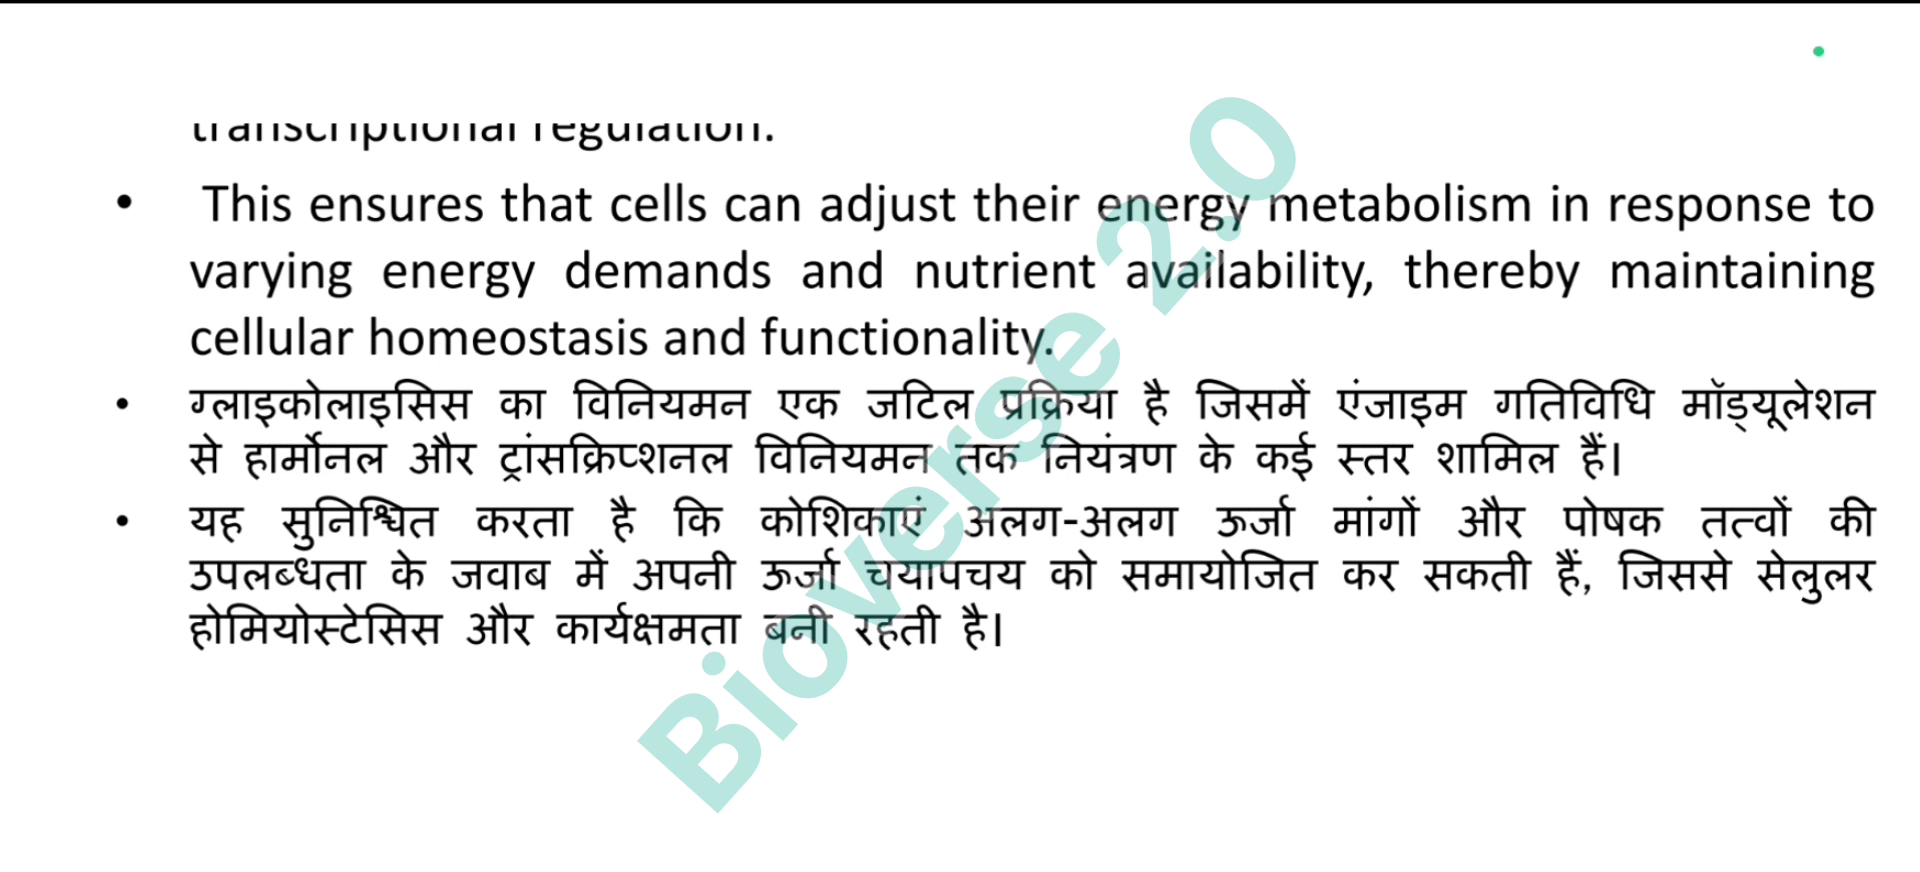 transcriptional regulation.
• This ensures that cells can adjust their energy metabolism in response to
varying energy demands and nutrient availability, thereby maintaining
cellular homeostasis and functionality.
• ग्लाइकोलाइसिस का विनियमन एक जटिल प्रक्रिया है जिसमें एंजाइम गतिविधि मॉड्यूलेशन
से हार्मोनल और ट्रांसक्रिप्शनल विनियमन तक नियंत्रण के कई स्तर शामिल हैं।
• यह सुनिश्चित करता है कि कोशिकाएं अलग-अलग ऊर्जा मांगों और पोषक तत्वों की
उपलब्धता के जवाब में अपनी ऊर्जा चयापचय को समायोजित कर सकती हैं, जिससे सेलुलर
होमियोस्टेसिस और कार्यक्षमता बनी रहती है।
Bioverse 2.0